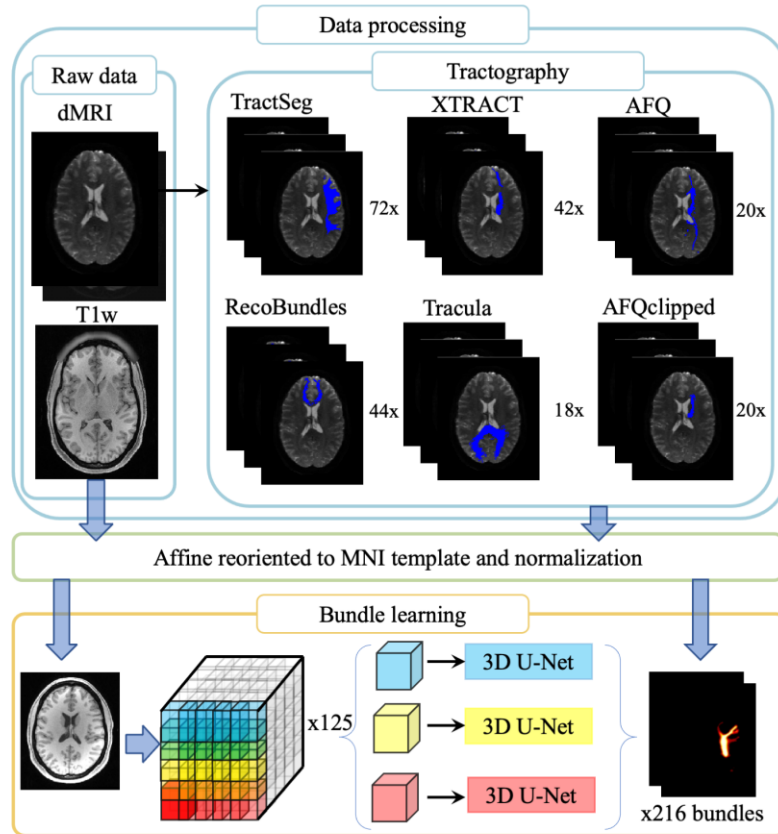 Data processing
Raw data
Tractography
dMRI
TractSeg
XTRACT
AFQ
72x
42x
20x
T1w
RecoBundles
Tracula
AFQclipped
44x
18x
20x
Affine reoriented to MNI template and normalization
Bundle learning
3D U-Net
x125
3D U-Net
3D U-Net
x216 bundles